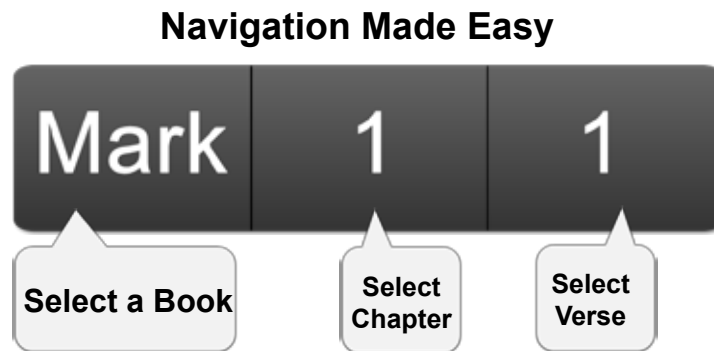 Navigation Made Easy
Mark 1 1
Select a Book
Select
Chapter
Select
Verse